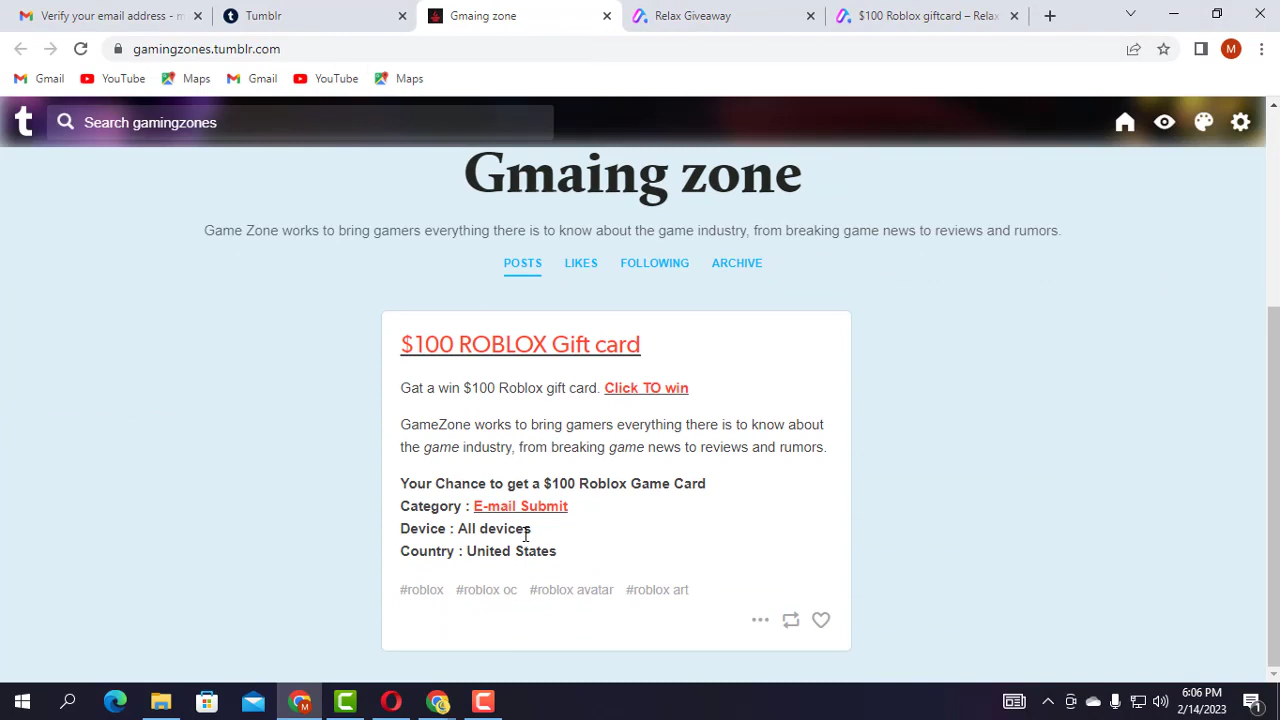 Verify your email address - m
Tumblr
Gmaing zone
Relax Giveaway
$100 Roblox giftcard – Relax
gamingzones.tumblr.com
M
Gmail
YouTube
Maps
Gmail
YouTube
Maps
t
Search gamingzones
Gmaing zone
Game Zone works to bring gamers everything there is to know about the game industry, from breaking game news to reviews and rumors.
POSTS
LIKES
FOLLOWING
ARCHIVE
$100 ROBLOX Gift card
Gat a win $100 Roblox gift card. Click TO win
GameZone works to bring gamers everything there is to know about
the game industry, from breaking game news to reviews and rumors.
Your Chance to get a $100 Roblox Game Card
Category : E-mail Submit
Device : All devices
Country : United States
#roblox #roblox oc #roblox avatar #roblox art
6:06 PM
2/14/2023
1